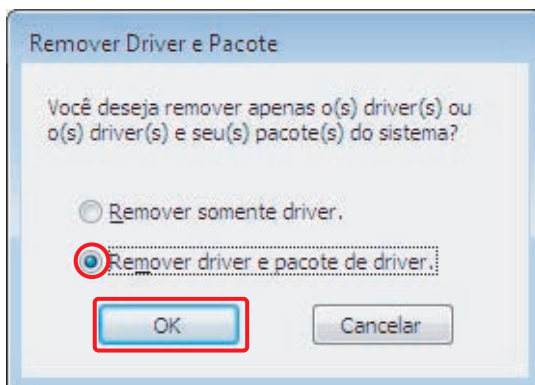 Remover Driver e Pacote
Você deseja remover apenas o(s) driver(s) ou
o(s) driver(s) e seu(s) pacote(s) do sistema?
Remover somente driver.
Remover driver e pacote de driver.
OK
Cancelar